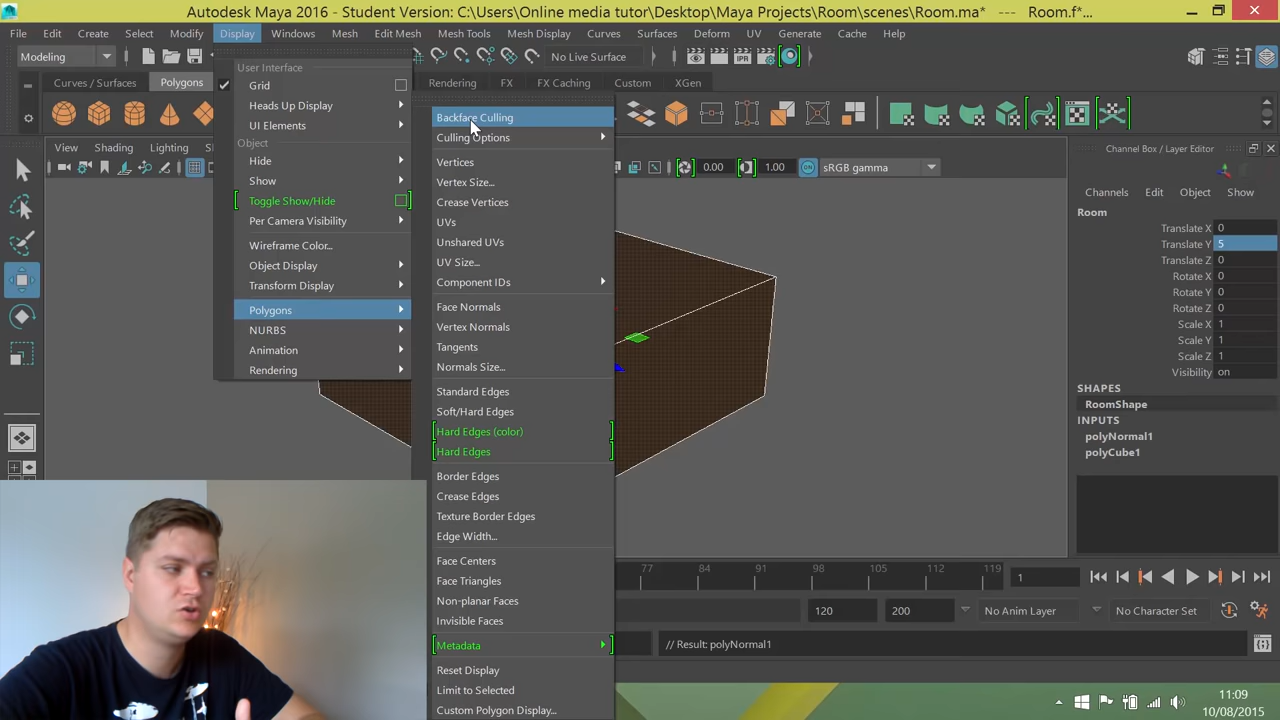 Autodesk Maya 2016 - Student Version: C:\Users\Online media tutor\Desktop\Maya Projects\Room\scenes\Room.ma* --- Room.f*...
File Edit Create Select Modify Display Windows Mesh Edit Mesh Mesh Tools Mesh Display Curves Surfaces Deform UV Generate Cache Help
Modeling No Live Surface
Curves / Surfaces Polygons Rendering FX FX Caching Custom XGen
View Shading Lighting
0.00 1.00 sRGB gamma
User Interface
Grid
Heads Up Display
UI Elements
Object
Hide
Show
Toggle Show/Hide
Per Camera Visibility
Wireframe Color...
Object Display
Transform Display
Polygons
NURBS
Animation
Rendering
Backface Culling
Culling Options
Vertices
Vertex Size...
Crease Vertices
UVs
Unshared UVs
UV Size...
Component IDs
Face Normals
Vertex Normals
Tangents
Normals Size...
Standard Edges
Soft/Hard Edges
Hard Edges (color)
Hard Edges
Border Edges
Crease Edges
Texture Border Edges
Edge Width...
Face Centers
Face Triangles
Non-planar Faces
Invisible Faces
Metadata
Reset Display
Limit to Selected
Custom Polygon Display...
Channel Box / Layer Editor
Channels Edit Object Show
Room
Translate X 0
Translate Y 5
Translate Z 0
Rotate X 0
Rotate Y 0
Rotate Z 0
Scale X 1
Scale Y 1
Scale Z 1
Visibility on
SHAPES
RoomShape
INPUTS
polyNormal1
polyCube1
77 84 91 98 105 112 119 1
120 200 No Anim Layer No Character Set
// Result: polyNormal1
11:09
10/08/2015